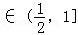 ∈ (1/2, 1]